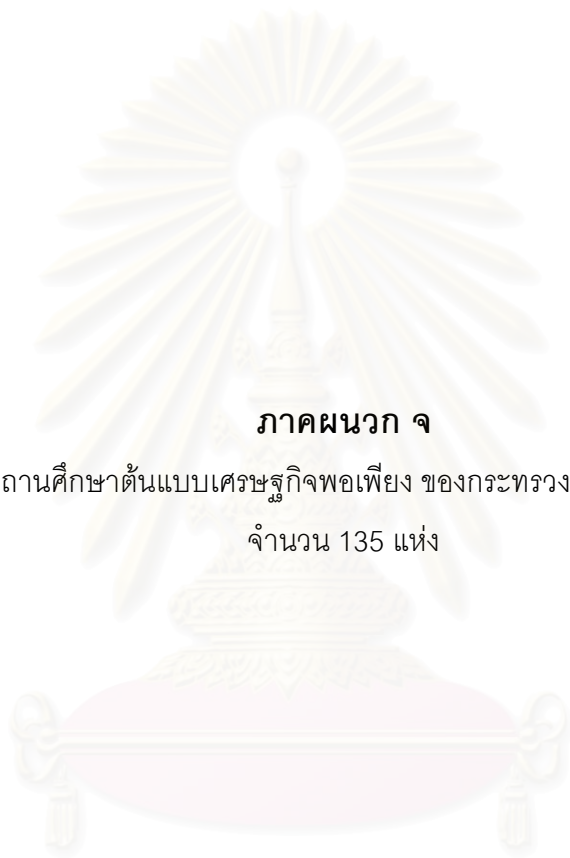 ภาคผนวก จ
ถานศึกษาต้นแบบเศรษฐกิจพอเพียง ของกระทรวง
จำนวน 135 แห่ง